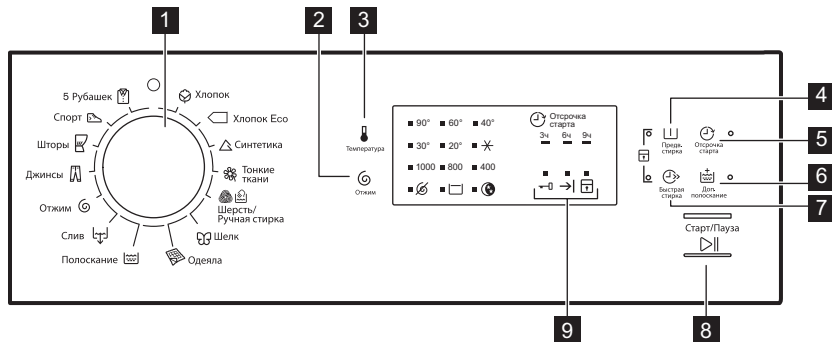 1
2
3
4
5
6
7
8
9
5 Рубашек
Спорт
Шторы
Джинсы
Отжим
Слив
Полоскание
Хлопок
Хлопок Eco
Синтетика
Тонкие
ткани
Шерсть/
Ручная стирка
Шелк
Одеяла
Температура
Отжим
90° 60° 40°
30° 20°
1000 800 400
Отсрочка
старта
3ч 6ч 9ч
Предв.
стирка
Отсрочка
старта
Быстрая
стирка
Доп.
полоскание
Старт/Пауза